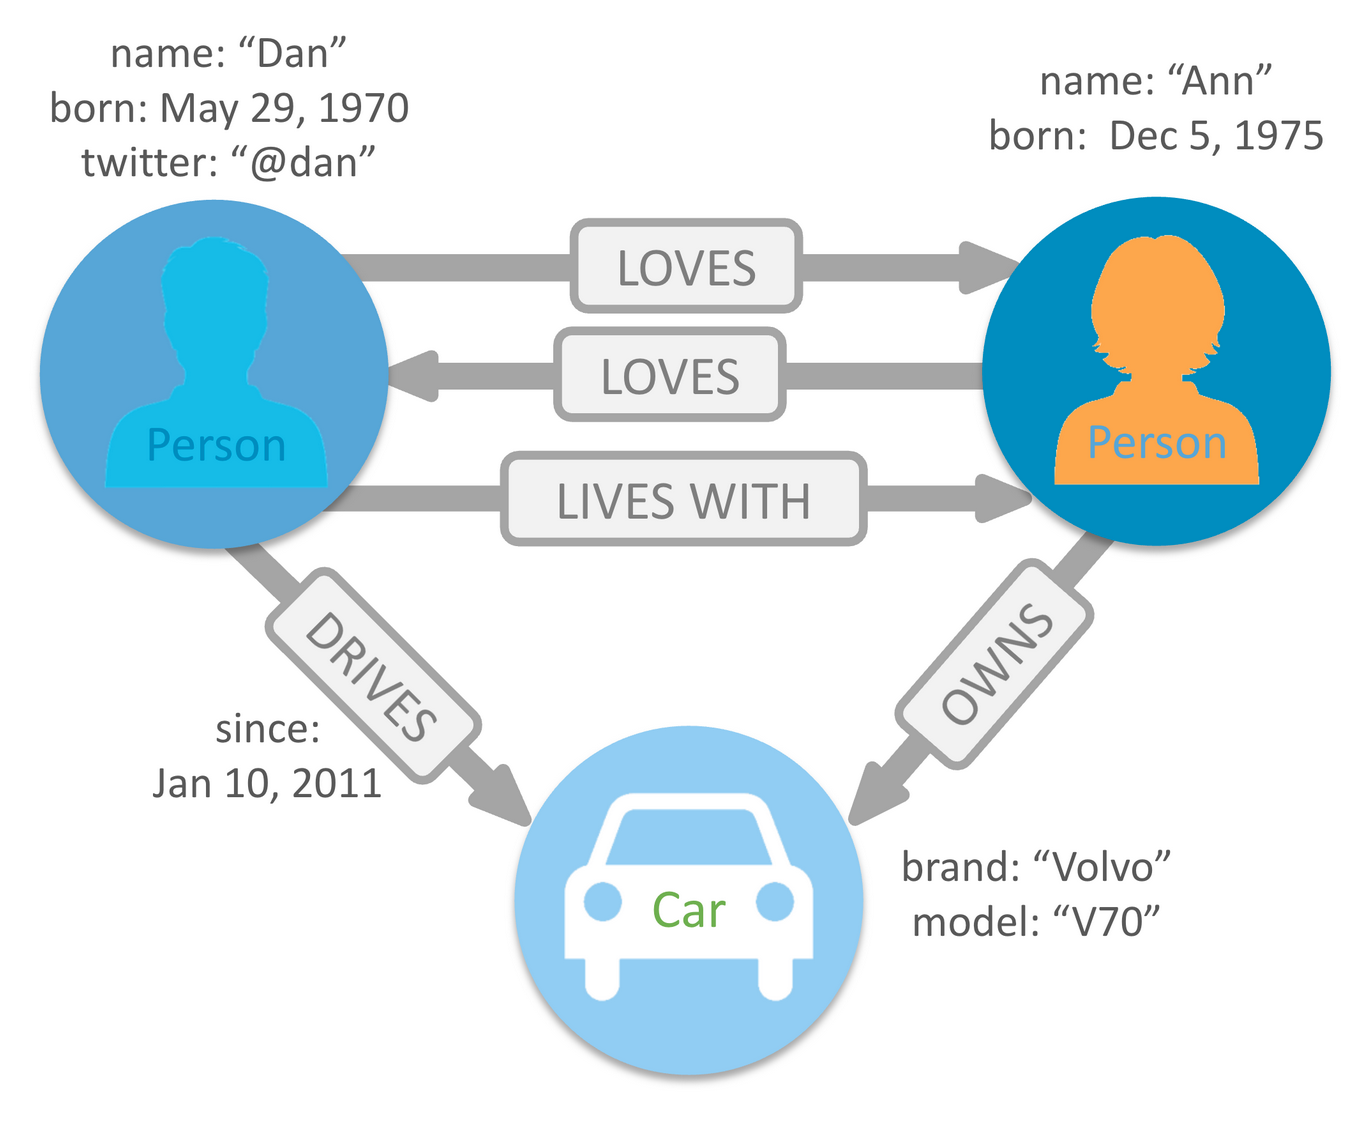 name: “Dan”
born: May 29, 1970
twitter: “@dan”
name: “Ann”
born:  Dec 5, 1975
LOVES
LOVES
Person
Person
LIVES WITH
DRIVES
OWNS
since:
Jan 10, 2011
Car
brand: “Volvo”
model: “V70”